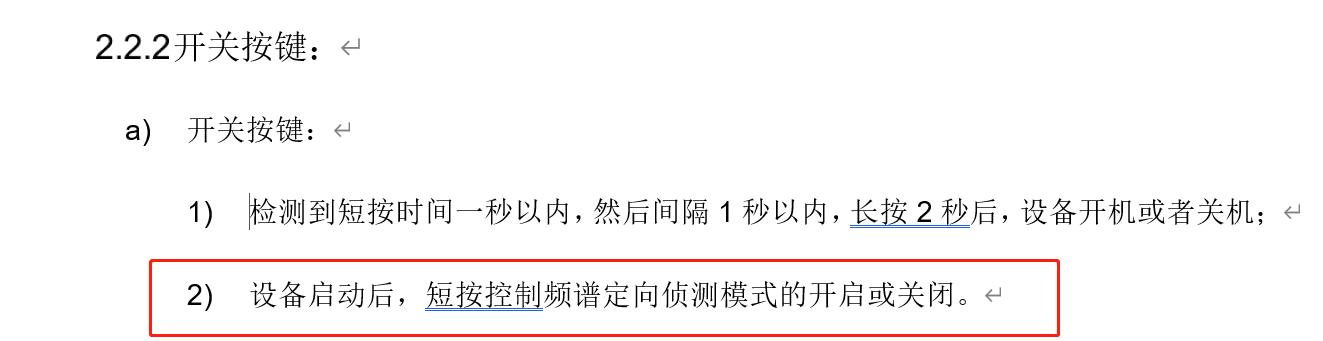 2.2.2开关按键：
a) 开关按键：
1) 检测到短按时间一秒以内，然后间隔 1 秒以内，长按 2 秒后，设备开机或者关机；
2) 设备启动后，短按控制频谱定向侦测模式的开启或关闭。